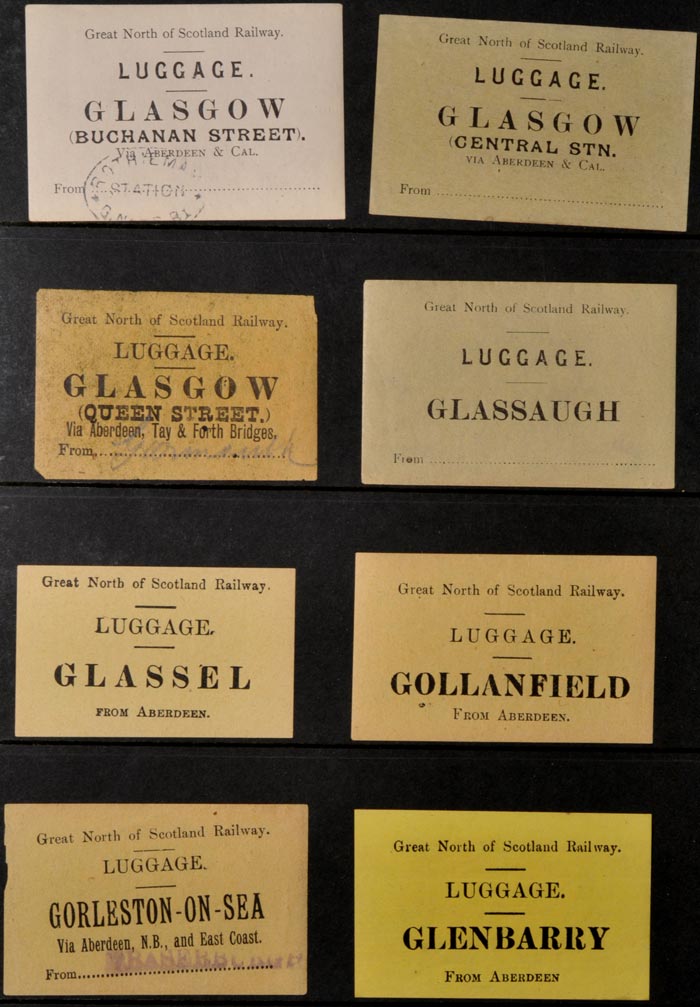 Great North of Scotland Railway.
LUGGAGE.
GLASGOW
(BUCHANAN STREET).
Via Aberdeen & Cal.
From
STATION
Great North of Scotland Railway.
LUGGAGE.
GLASGOW
(CENTRAL STN.
via Aberdeen & Cal.
From
Great North of Scotland Railway.
LUGGAGE.
GLASGOW
(QUEEN STREET.)
Via Aberdeen, Tay & Forth Bridges,
From
Great North of Scotland Railway.
LUGGAGE.
GLASSAUGH
From
Great North of Scotland Railway.
LUGGAGE.
GLASSEL
from Aberdeen.
Great North of Scotland Railway.
LUGGAGE.
GOLLANFIELD
From Aberdeen.
Great North of Scotland Railway.
LUGGAGE.
GORLESTON-ON-SEA
Via Aberdeen, N.B., and East Coast.
From
Great North of Scotland Railway.
LUGGAGE.
GLENBARRY
From Aberdeen